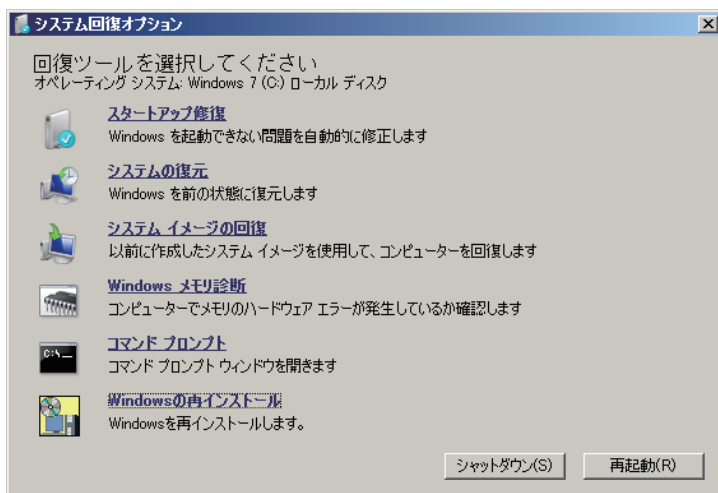 システム回復オプション
回復ツールを選択してください
オペレーティング システム: Windows 7 (C:) ローカル ディスク
スタートアップ修復
Windows を起動できない問題を自動的に修正します
システムの復元
Windows を前の状態に復元します
システム イメージの回復
以前に作成したシステム イメージを使用して、コンピューターを回復します
Windows メモリ診断
コンピューターでメモリのハードウェア エラーが発生しているか確認します
C:\_
コマンド プロンプト
コマンド プロンプト ウィンドウを開きます
Windowsの再インストール
Windowsを再インストールします。
シャットダウン(S) 再起動(R)